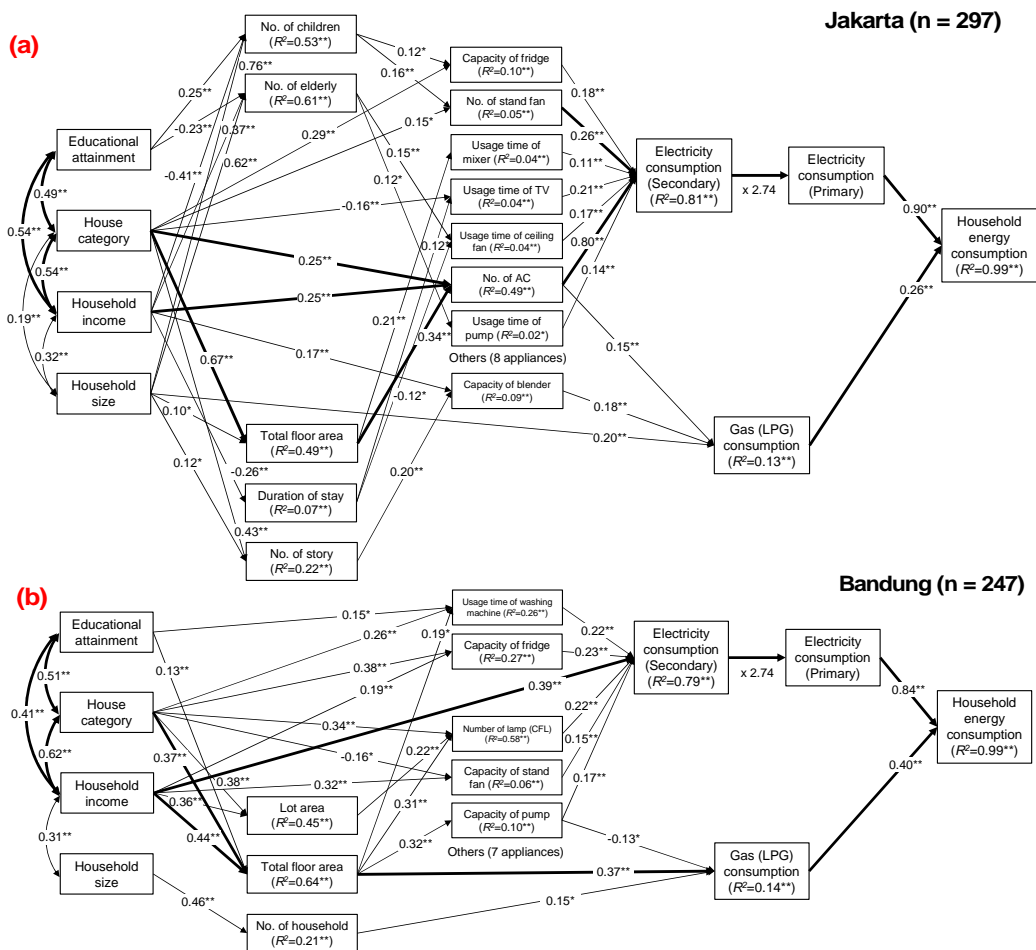 Jakarta (n = 297)
(a)
No. of children
(R²=0.53**)
No. of elderly
(R²=0.61**)
Educational
attainment
House
category
Household
income
Household
size
Total floor area
(R²=0.49**)
Duration of stay
(R²=0.07**)
No. of story
(R²=0.22**)
Capacity of fridge
(R²=0.10**)
No. of stand fan
(R²=0.05**)
Usage time of
mixer (R²=0.04**)
Usage time of TV
(R²=0.04**)
Usage time of ceiling
fan (R²=0.04**)
No. of AC
(R²=0.49**)
Usage time of
pump (R²=0.02*)
Others (8 appliances)
Capacity of blender
(R²=0.09**)
Electricity
consumption
(Secondary)
(R²=0.81**)
x 2.74
Electricity
consumption
(Primary)
Household
energy
consumption
(R²=0.99**)
Gas (LPG)
consumption
(R²=0.13**)
0.49**
0.54**
0.54**
0.19**
0.32**
0.25**
-0.23**
0.76**
0.37**
-0.41**
0.62**
0.29**
0.15*
-0.16**
0.25**
0.25**
0.67**
0.17**
0.10*
0.12*
-0.26**
0.43**
0.12*
0.16**
0.15**
0.12*
0.12*
0.21**
0.34**
-0.12*
0.20**
0.18**
0.26**
0.11**
0.21**
0.17**
0.80**
0.14**
0.15**
0.18**
0.20**
0.90**
0.26**
Bandung (n = 247)
(b)
Educational
attainment
House
category
Household
income
Household
size
Lot area
(R²=0.45**)
Total floor area
(R²=0.64**)
No. of household
(R²=0.21**)
Usage time of washing
machine (R²=0.26**)
Capacity of fridge
(R²=0.27**)
Number of lamp (CFL)
(R²=0.58**)
Capacity of stand
fan (R²=0.06**)
Capacity of pump
(R²=0.10**)
Others (7 appliances)
Electricity
consumption
(Secondary)
(R²=0.79**)
x 2.74
Electricity
consumption
(Primary)
Household
energy
consumption
(R²=0.99**)
Gas (LPG)
consumption
(R²=0.14**)
0.51**
0.41**
0.62**
0.31**
0.15*
0.26**
0.13**
0.38**
0.19**
0.19*
0.39**
0.34**
-0.16*
0.37**
0.38**
0.32**
0.36**
0.44**
0.22**
0.31**
0.32**
0.46**
0.22**
0.23**
0.22**
0.15**
0.17**
-0.13*
0.37**
0.15*
0.84**
0.40**